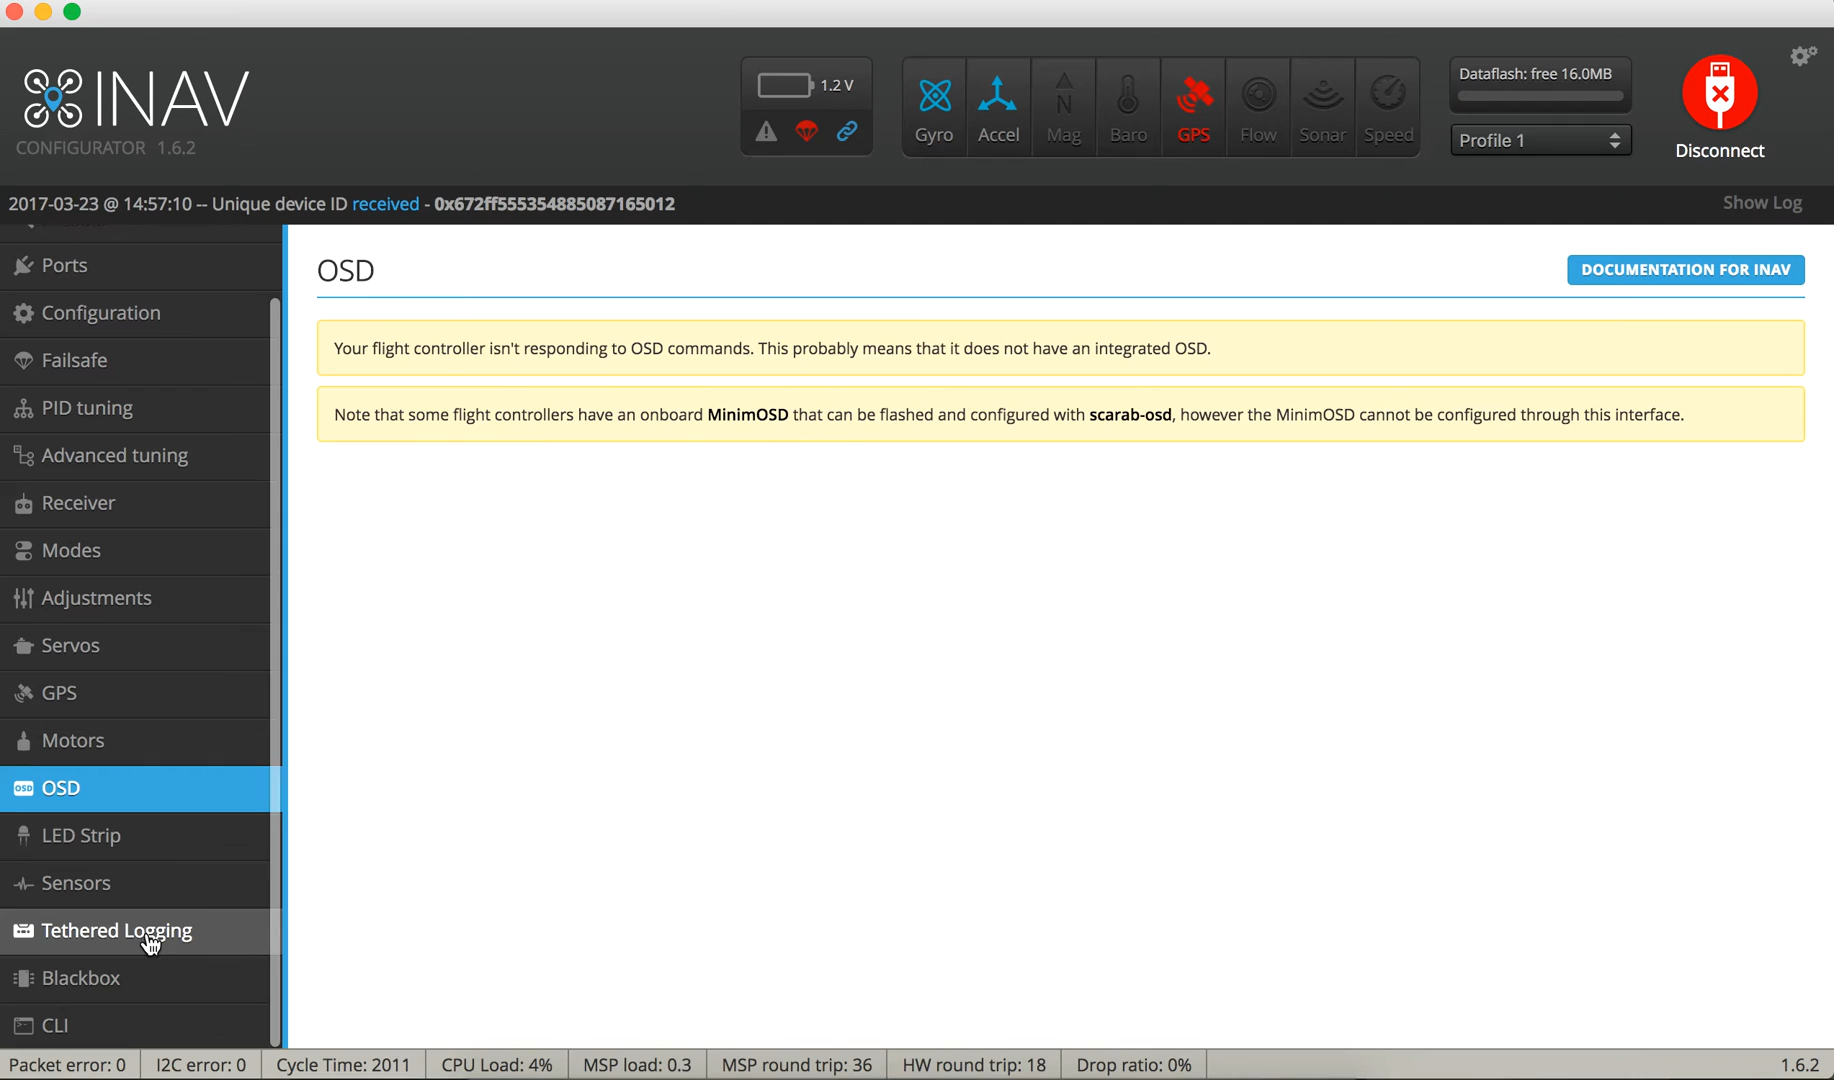 INAV
CONFIGURATOR 1.6.2
1.2 V
Gyro
Accel
N
Mag
Baro
GPS
Flow
Sonar
Speed
Dataflash: free 16.0MB
Profile 1
Disconnect
2017-03-23 @ 14:57:10 -- Unique device ID received - 0x672ff555354885087165012
Show Log
Ports
Configuration
Failsafe
PID tuning
Advanced tuning
Receiver
Modes
Adjustments
Servos
GPS
Motors
OSD OSD
LED Strip
Sensors
Tethered Logging
Blackbox
CLI
OSD
DOCUMENTATION FOR INAV
Your flight controller isn't responding to OSD commands. This probably means that it does not have an integrated OSD.
Note that some flight controllers have an onboard MinimOSD that can be flashed and configured with scarab-osd, however the MinimOSD cannot be configured through this interface.
Packet error: 0
I2C error: 0
Cycle Time: 2011
CPU Load: 4%
MSP load: 0.3
MSP round trip: 36
HW round trip: 18
Drop ratio: 0%
1.6.2